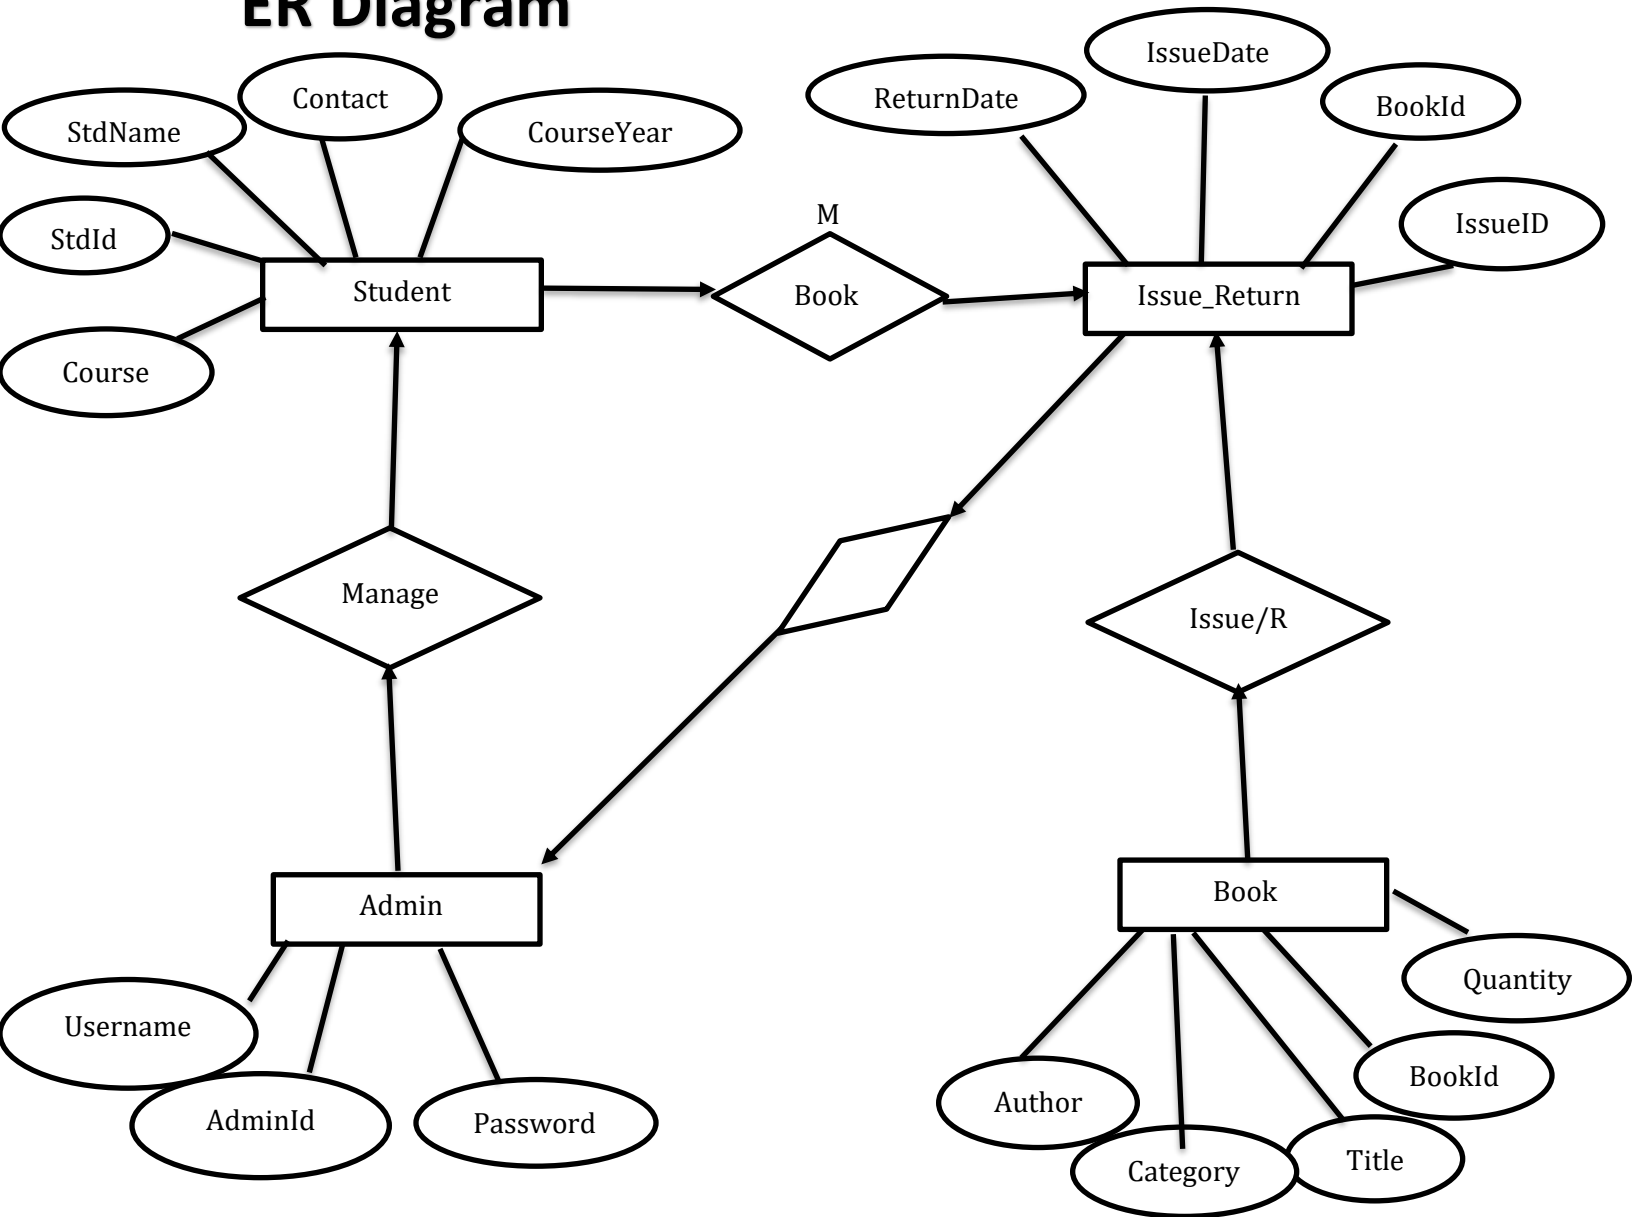 ER Diagram
IssueDate
Contact
ReturnDate
BookId
StdName
CourseYear
M
IssueID
StdId
Student
Book
Issue_Return
Course
Manage
Issue/R
Admin
Book
Quantity
Username
BookId
Author
AdminId
Password
Category
Title